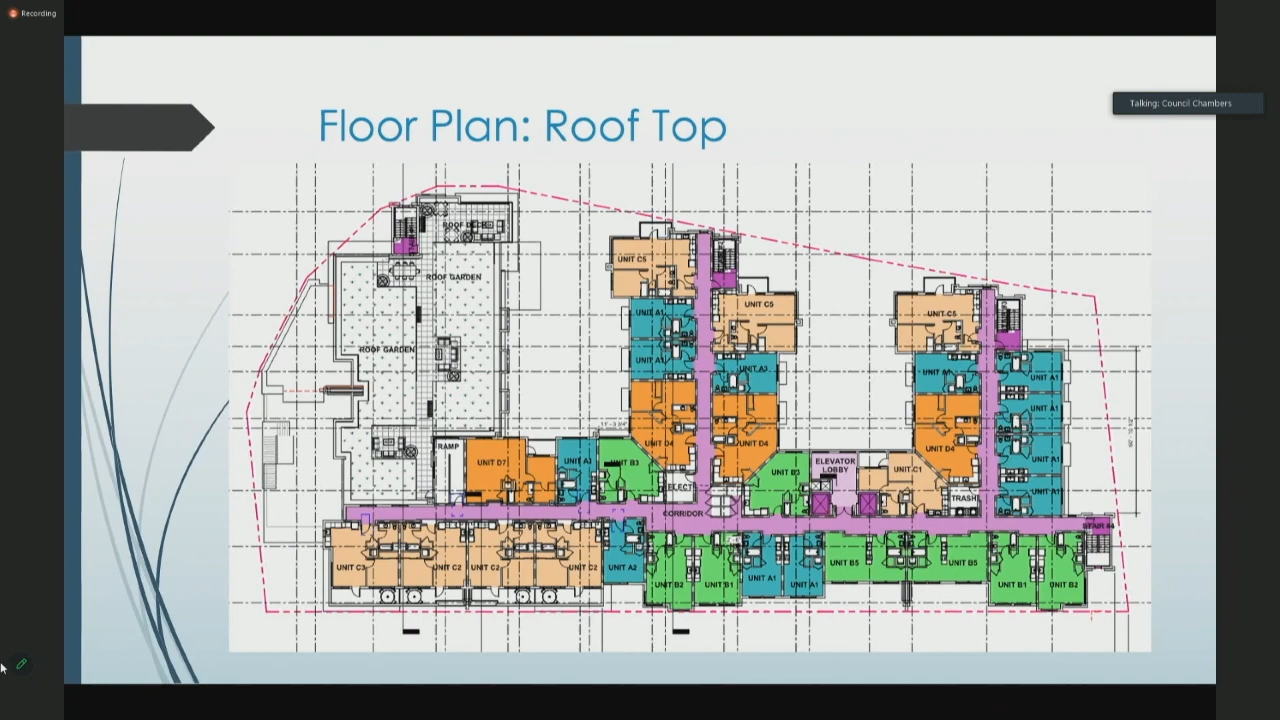 Recording
Talking: Council Chambers
Floor Plan: Roof Top
ROOF DECK
ROOF GARDEN
ROOF GARDEN
UNIT C5
UNIT A1
UNIT A1
UNIT C5
UNIT A3
UNIT C5
UNIT A1
UNIT A1
UNIT A1
UNIT A1
UNIT A1
UNIT D4
UNIT D4
UNIT D4
RAMP
UNIT D7
UNIT A1
UNIT B3
UNIT B3
ELEVATOR
LOBBY
UNIT C1
ELECT
TRASH
CORRIDOR
STAIR #4
UNIT C3
UNIT C2
UNIT C2
UNIT C2
UNIT A2
UNIT B2
UNIT B1
UNIT A1
UNIT A1
UNIT B5
UNIT B5
UNIT B1
UNIT B2